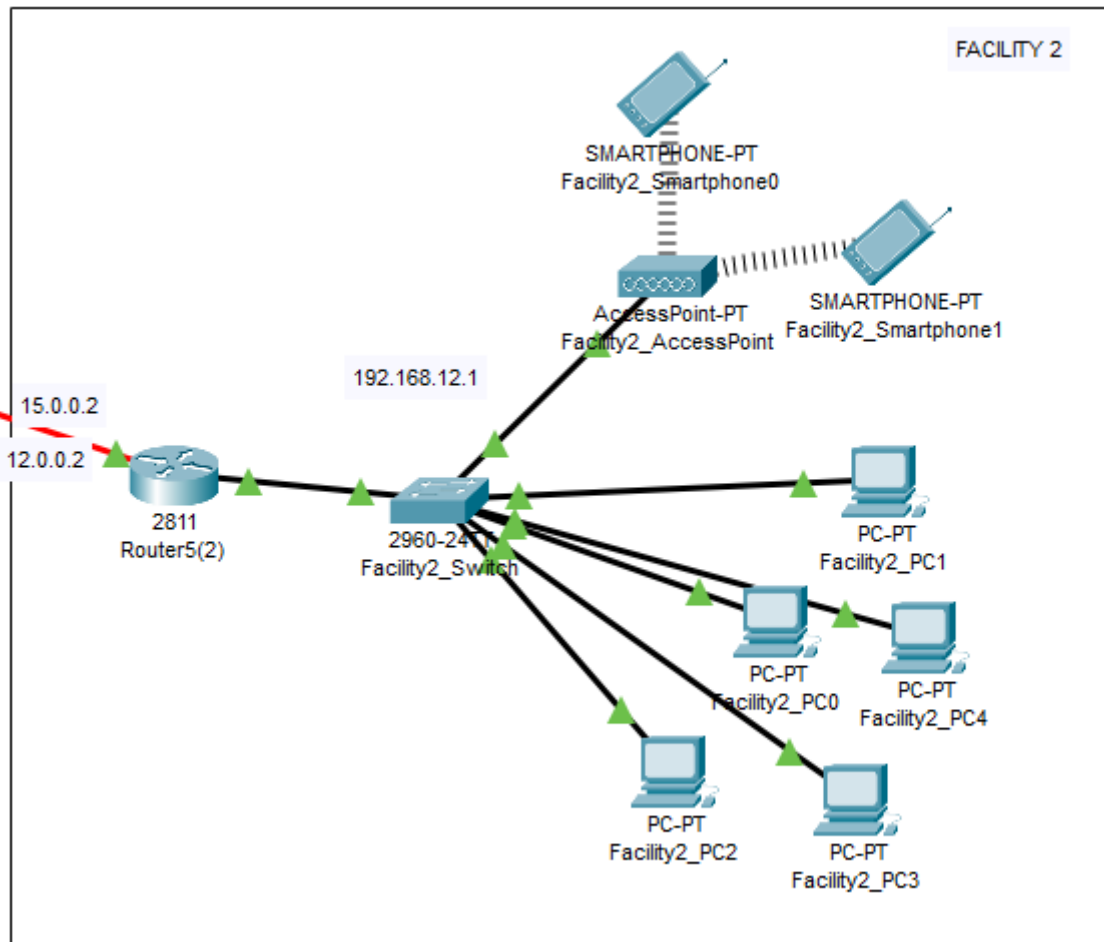 FACILITY 2
SMARTPHONE-PT
Facility2_Smartphone0
SMARTPHONE-PT
Facility2_Smartphone1
AccessPoint-PT
Facility2_AccessPoint
192.168.12.1
15.0.0.2
12.0.0.2
2811
Router5(2)
2960-24TT
Facility2_Switch
PC-PT
Facility2_PC1
PC-PT
Facility2_PC0
PC-PT
Facility2_PC4
PC-PT
Facility2_PC2
PC-PT
Facility2_PC3